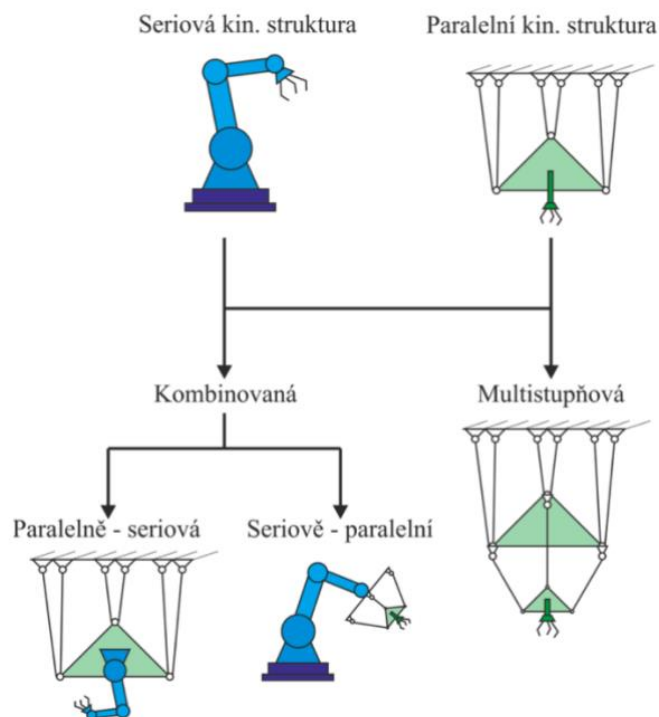 Seriová kin. struktura
Paralelní kin. struktura
Kombinovaná
Multistupňová
Paralelně - seriová
Seriově - paralelní